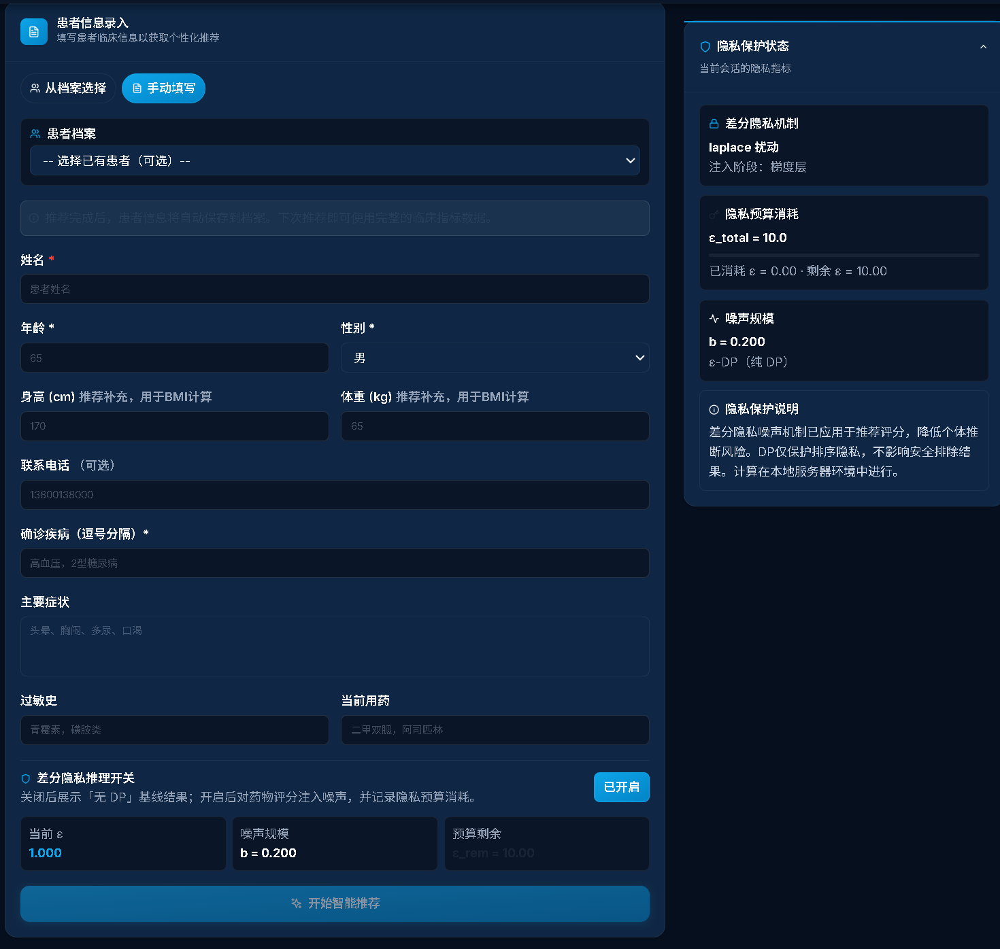 患者信息录入
填写患者临床信息以获取个性化推荐
从档案选择
手动填写
患者档案
-- 选择已有患者（可选）--
推荐完成后，患者信息将自动保存到档案。下次推荐即可使用完整的临床指标数据。
姓名 *
患者姓名
年龄 *
65
性别 *
男
身高 (cm) 推荐补充，用于BMI计算
170
体重 (kg) 推荐补充，用于BMI计算
65
联系电话 （可选）
13800138000
确诊疾病（逗号分隔）*
高血压，2型糖尿病
主要症状
头晕、胸闷、多尿、口渴
过敏史
青霉素，磺胺类
当前用药
二甲双胍，阿司匹林
差分隐私推理开关
关闭后展示「无 DP」基线结果；开启后对药物评分注入噪声，并记录隐私预算消耗。
已开启
当前 ε
1.000
噪声规模
b = 0.200
预算剩余
ε_rem = 10.00
开始智能推荐
隐私保护状态
当前会话的隐私指标
差分隐私机制
laplace 扰动
注入阶段：梯度层
隐私预算消耗
ε_total = 10.0
已消耗 ε = 0.00 · 剩余 ε = 10.00
噪声规模
b = 0.200
ε-DP（纯 DP）
隐私保护说明
差分隐私噪声机制已应用于推荐评分，降低个体推
断风险。DP仅保护排序隐私，不影响安全排除结
果。计算在本地服务器环境中进行。